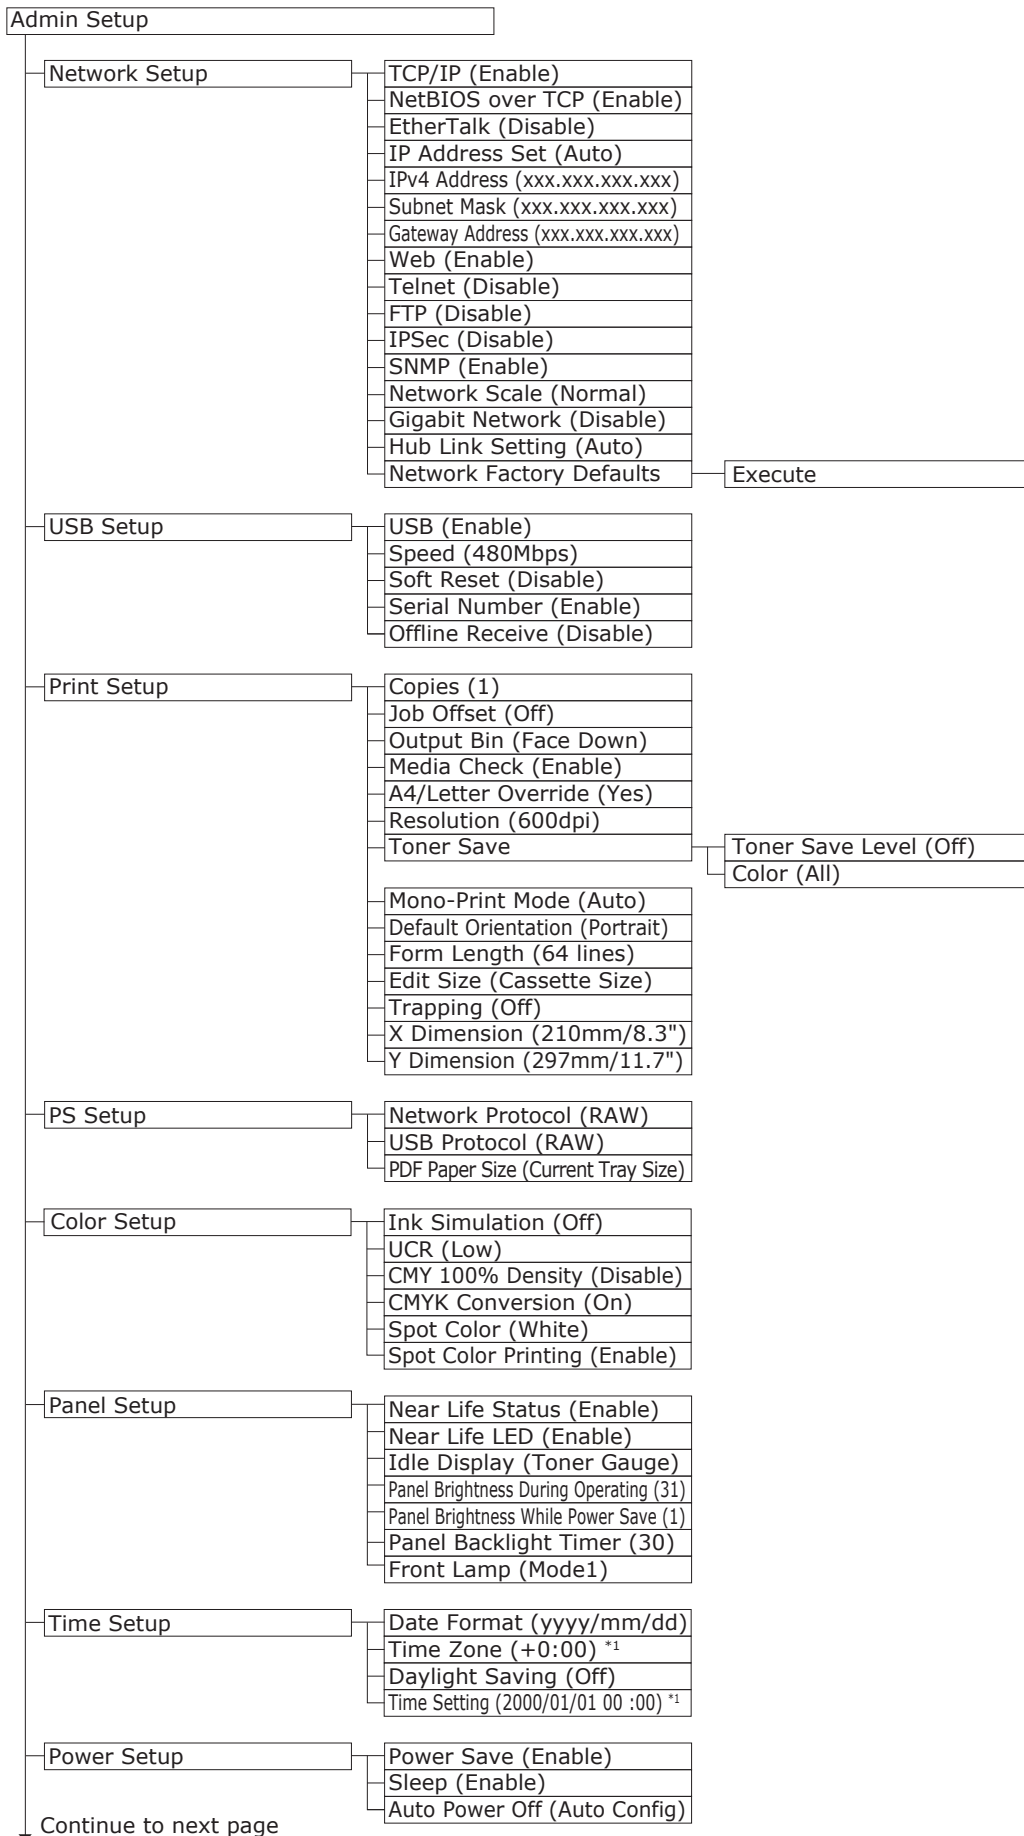 Admin Setup
Network Setup
TCP/IP (Enable)
NetBIOS over TCP (Enable)
EtherTalk (Disable)
IP Address Set (Auto)
IPv4 Address (xxx.xxx.xxx.xxx)
Subnet Mask (xxx.xxx.xxx.xxx)
Gateway Address (xxx.xxx.xxx.xxx)
Web (Enable)
Telnet (Disable)
FTP (Disable)
IPSec (Disable)
SNMP (Enable)
Network Scale (Normal)
Gigabit Network (Disable)
Hub Link Setting (Auto)
Network Factory Defaults
Execute
USB Setup
USB (Enable)
Speed (480Mbps)
Soft Reset (Disable)
Serial Number (Enable)
Offline Receive (Disable)
Print Setup
Copies (1)
Job Offset (Off)
Output Bin (Face Down)
Media Check (Enable)
A4/Letter Override (Yes)
Resolution (600dpi)
Toner Save
Toner Save Level (Off)
Color (All)
Mono-Print Mode (Auto)
Default Orientation (Portrait)
Form Length (64 lines)
Edit Size (Cassette Size)
Trapping (Off)
X Dimension (210mm/8.3")
Y Dimension (297mm/11.7")
PS Setup
Network Protocol (RAW)
USB Protocol (RAW)
PDF Paper Size (Current Tray Size)
Color Setup
Ink Simulation (Off)
UCR (Low)
CMY 100% Density (Disable)
CMYK Conversion (On)
Spot Color (White)
Spot Color Printing (Enable)
Panel Setup
Near Life Status (Enable)
Near Life LED (Enable)
Idle Display (Toner Gauge)
Panel Brightness During Operating (31)
Panel Brightness While Power Save (1)
Panel Backlight Timer (30)
Front Lamp (Mode1)
Time Setup
Date Format (yyyy/mm/dd)
Time Zone (+0:00) *1
Daylight Saving (Off)
Time Setting (2000/01/01 00 :00) *1
Power Setup
Power Save (Enable)
Sleep (Enable)
Auto Power Off (Auto Config)
Continue to next page